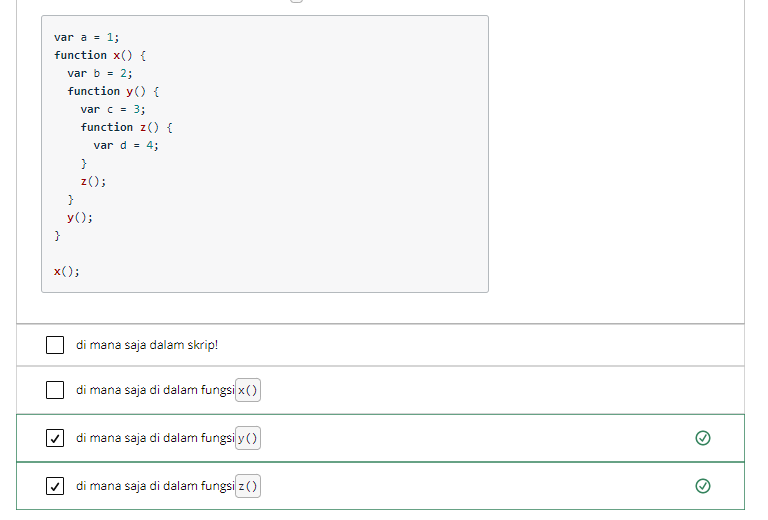 var a = 1;
function x() {
  var b = 2;
  function y() {
    var c = 3;
    function z() {
      var d = 4;
    }
    z();
  }
  y();
}
x();
di mana saja dalam skrip!
di mana saja di dalam fungsi x()
di mana saja di dalam fungsi y()
di mana saja di dalam fungsi z()